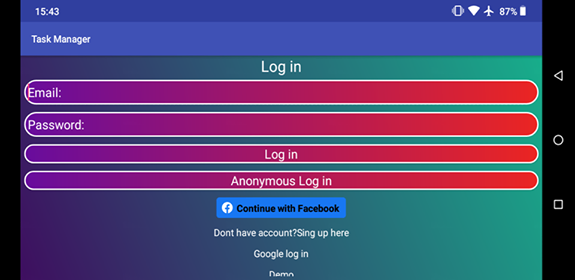 15:43
87%
Task Manager
Log in
Email:
Password:
Log in
Anonymous Log in
Continue with Facebook
Dont have account?Sing up here
Google log in
Demo